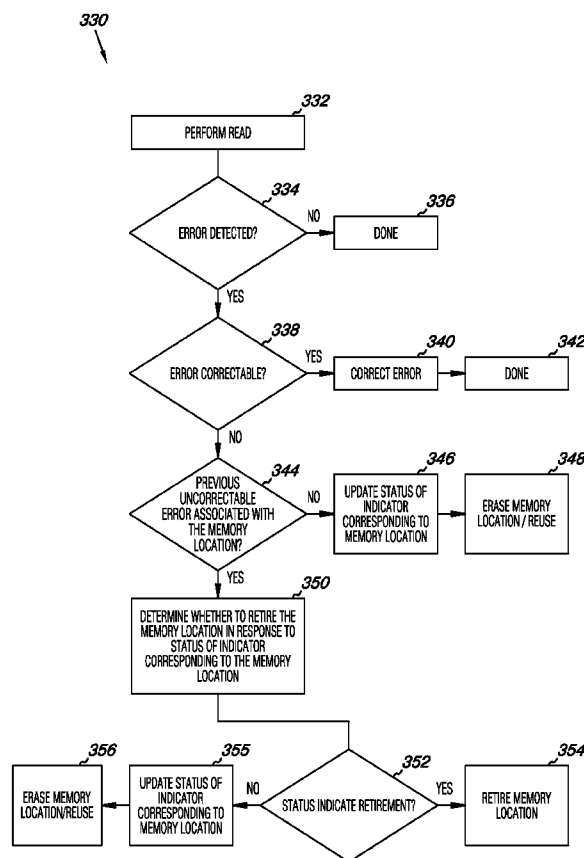 330
332
PERFORM READ
334
ERROR DETECTED?
NO
336
DONE
YES
338
ERROR CORRECTABLE?
YES
340
CORRECT ERROR
342
DONE
NO
344
PREVIOUS
UNCORRECTABLE
ERROR ASSOCIATED WITH
THE MEMORY
LOCATION?
NO
346
UPDATE STATUS OF
INDICATOR
CORRESPONDING TO
MEMORY LOCATION
348
ERASE MEMORY
LOCATION / REUSE
YES
350
DETERMINE WHETHER TO RETIRE THE
MEMORY LOCATION IN RESPONSE TO
STATUS OF INDICATOR
CORRESPONDING TO THE MEMORY
LOCATION
352
STATUS INDICATE RETIREMENT?
YES
354
RETIRE MEMORY
LOCATION
NO
355
UPDATE STATUS OF
INDICATOR
CORRESPONDING TO
MEMORY LOCATION
356
ERASE MEMORY
LOCATION/REUSE